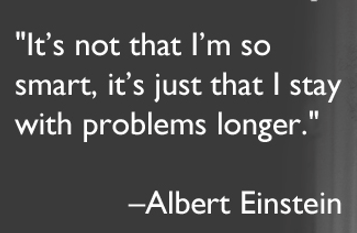 "It’s not that I’m so
smart, it’s just that I stay
with problems longer."
–Albert Einstein